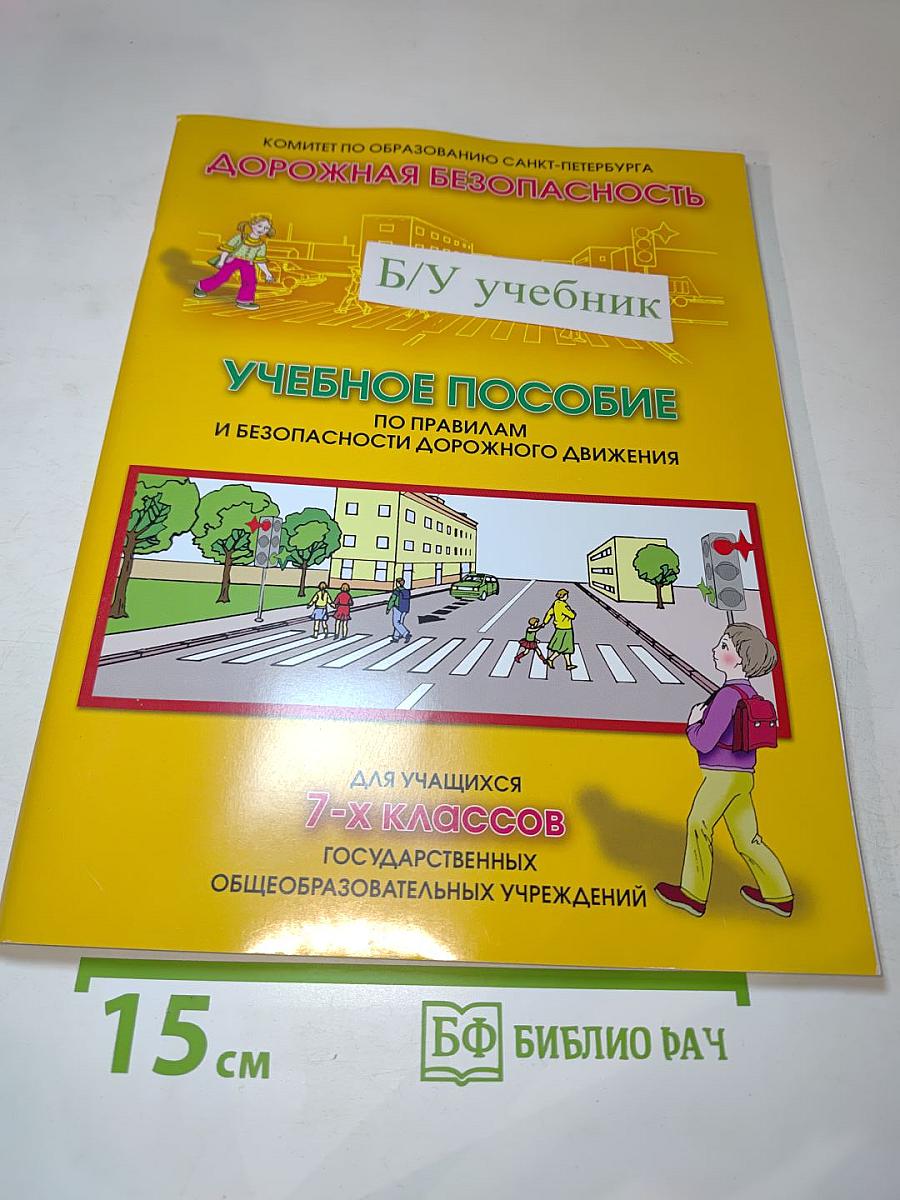 КОМИТЕТ ПО ОБРАЗОВАНИЮ САНКТ-ПЕТЕРБУРГА
ДОРОЖНАЯ БЕЗОПАСНОСТЬ
Б/У учебник
УЧЕБНОЕ ПОСОБИЕ
ПО ПРАВИЛАМ
И БЕЗОПАСНОСТИ ДОРОЖНОГО ДВИЖЕНИЯ
ДЛЯ УЧАЩИХСЯ
7-х классов
ГОСУДАРСТВЕННЫХ
ОБЩЕОБРАЗОВАТЕЛЬНЫХ УЧРЕЖДЕНИЙ
15 см
БФ БИБЛИО РАЧ